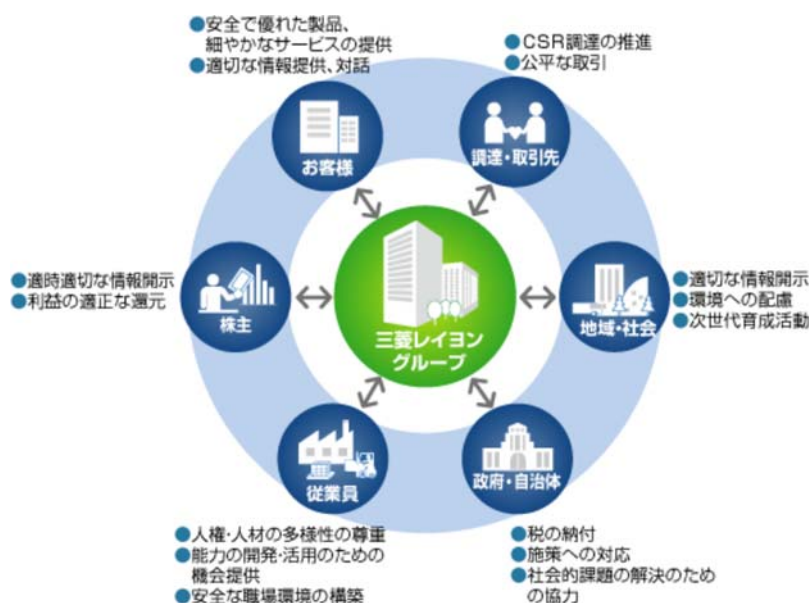 ●安全で優れた製品、
細やかなサービスの提供
●適切な情報提供、対話
お客様
●CSR調達の推進
●公平な取引
調達・取引先
●適時適切な情報開示
●利益の適正な還元
株主
三菱レイヨン
グループ
地域・社会
●適切な情報開示
●環境への配慮
●次世代育成活動
従業員
●人権・人材の多様性の尊重
●能力の開発・活用のための
機会提供
●安全な職場環境の構築
政府・自治体
●税の納付
●施策への対応
●社会的課題の解決のため
の協力